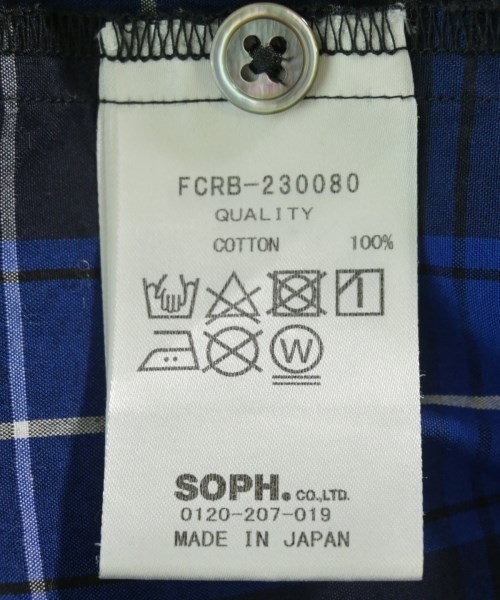 FCRB-230080
QUALITY
COTTON 100%
W
SOPH. CO.,LTD.
0120-207-019
MADE IN JAPAN